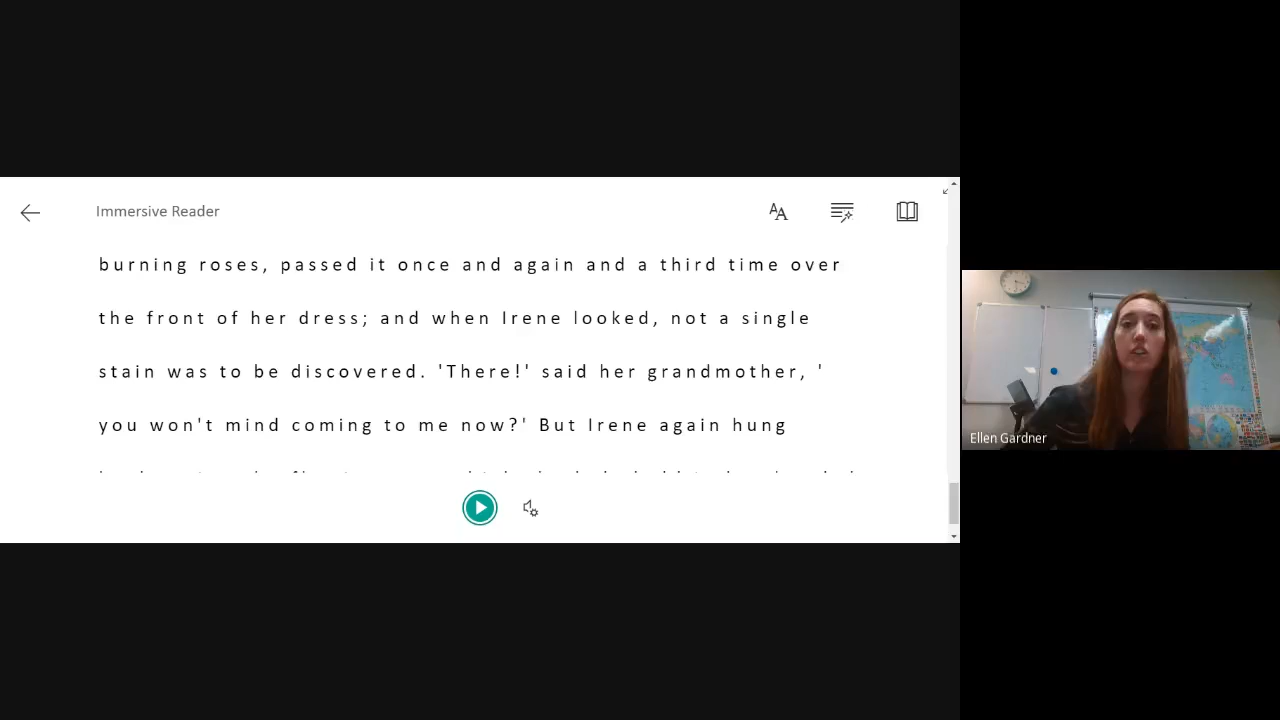 Immersive Reader
burning roses, passed it once and again and a third time over
the front of her dress; and when Irene looked, not a single
stain was to be discovered. 'There!' said her grandmother, '
you won't mind coming to me now?' But Irene again hung
Ellen Gardner